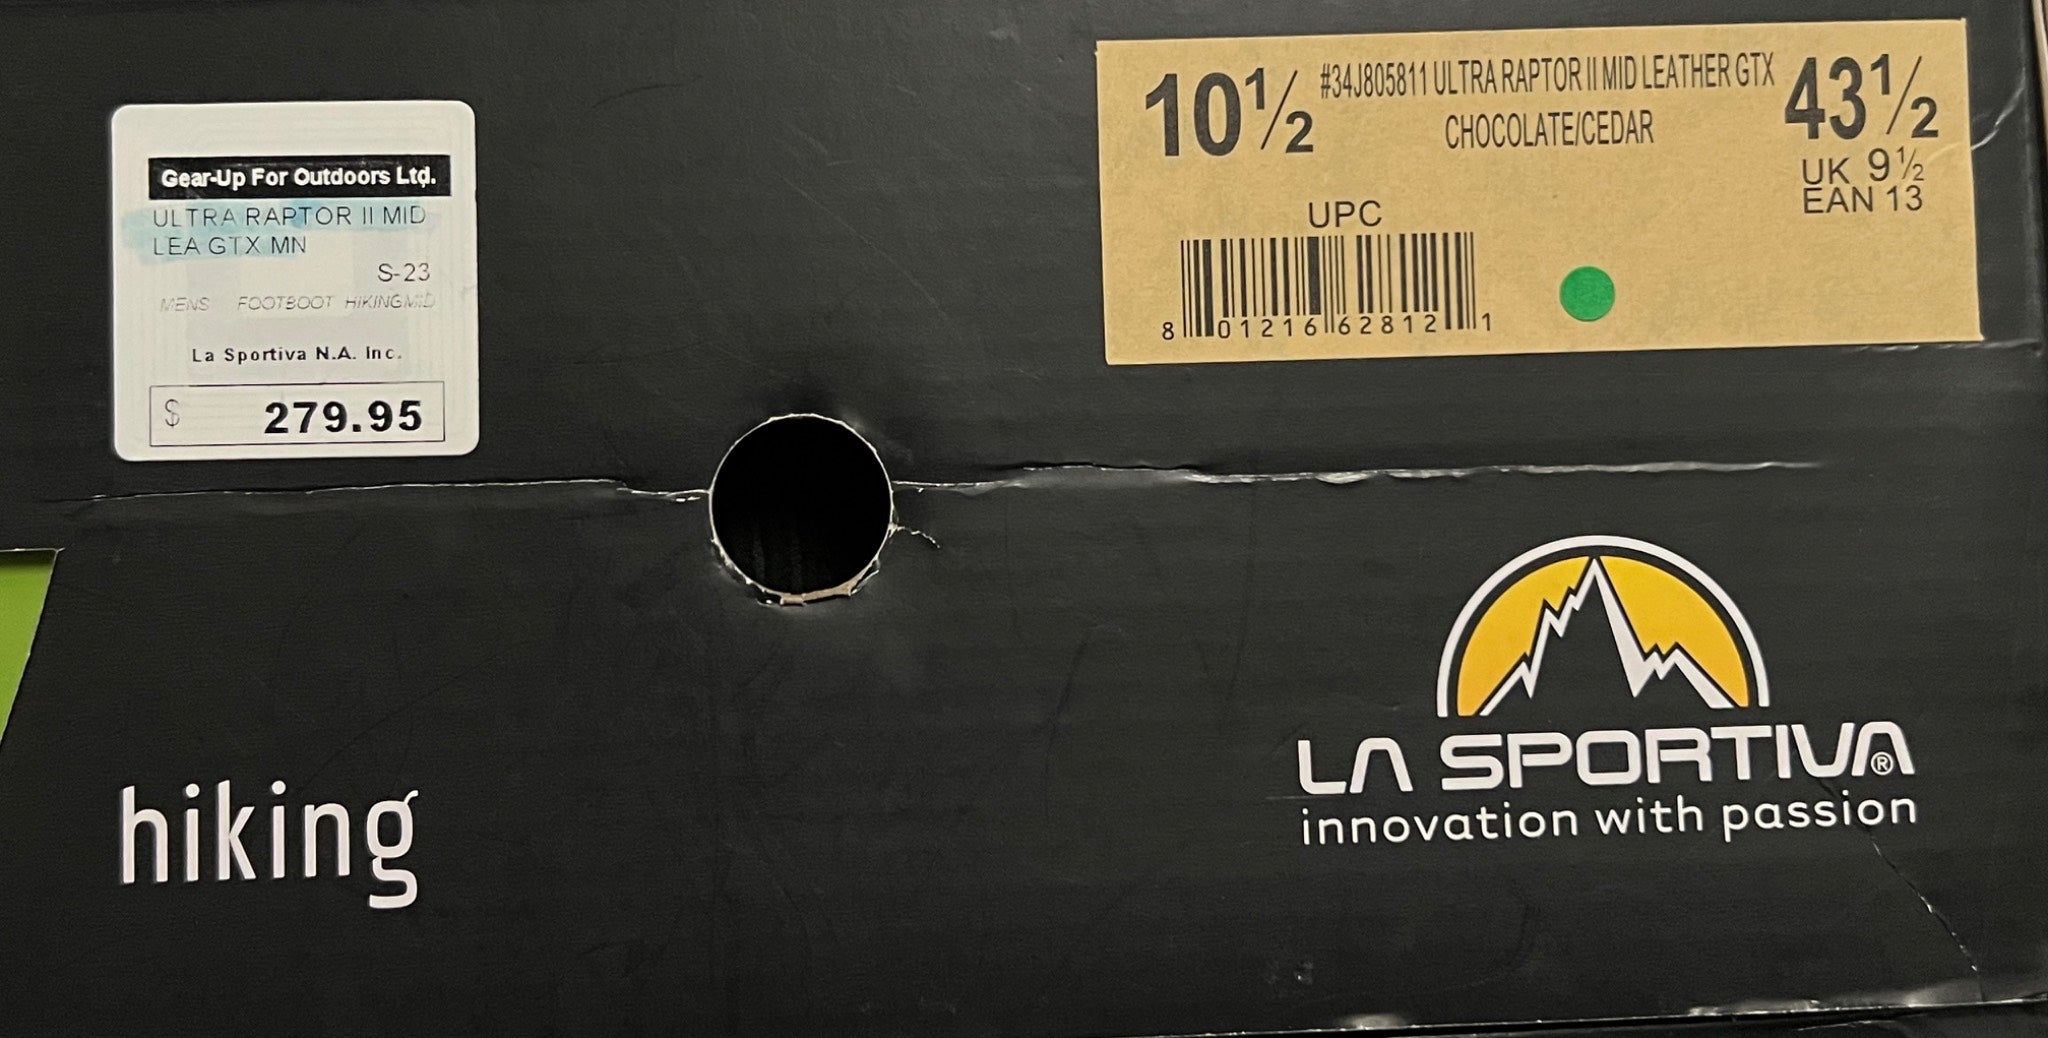 Gear-Up For Outdoors Ltd.
ULTRA RAPTOR II MID
LEA GTX MN
S-23
MENS FOOTBOOT HIKINGMID
La Sportiva N.A. Inc.
$ 279.95
10½ #34J805811 ULTRA RAPTOR II MID LEATHER GTX 43½
CHOCOLATE/CEDAR
UK 9½
EAN 13
UPC
8 01216 62812 1
hiking
LA SPORTIVA®
innovation with passion